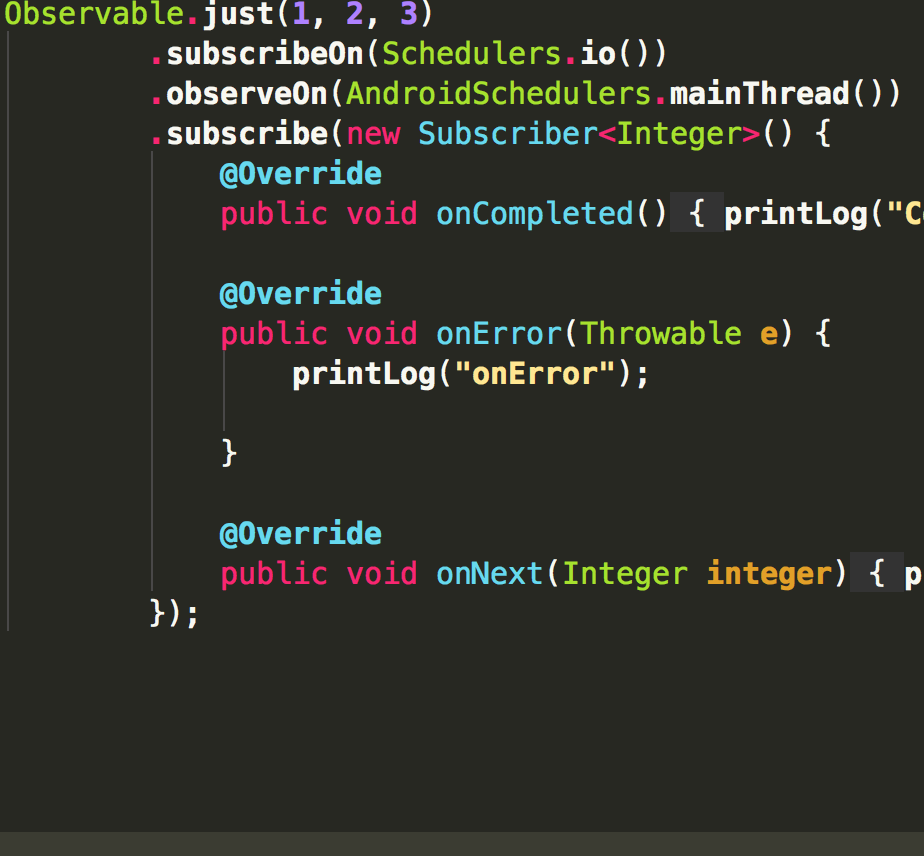 Observable.just(1, 2, 3)
.subscribeOn(Schedulers.io())
.observeOn(AndroidSchedulers.mainThread())
.subscribe(new Subscriber<Integer>() {
@Override
public void onCompleted() { printLog("C
@Override
public void onError(Throwable e) {
printLog("onError");
}
@Override
public void onNext(Integer integer) { p
});